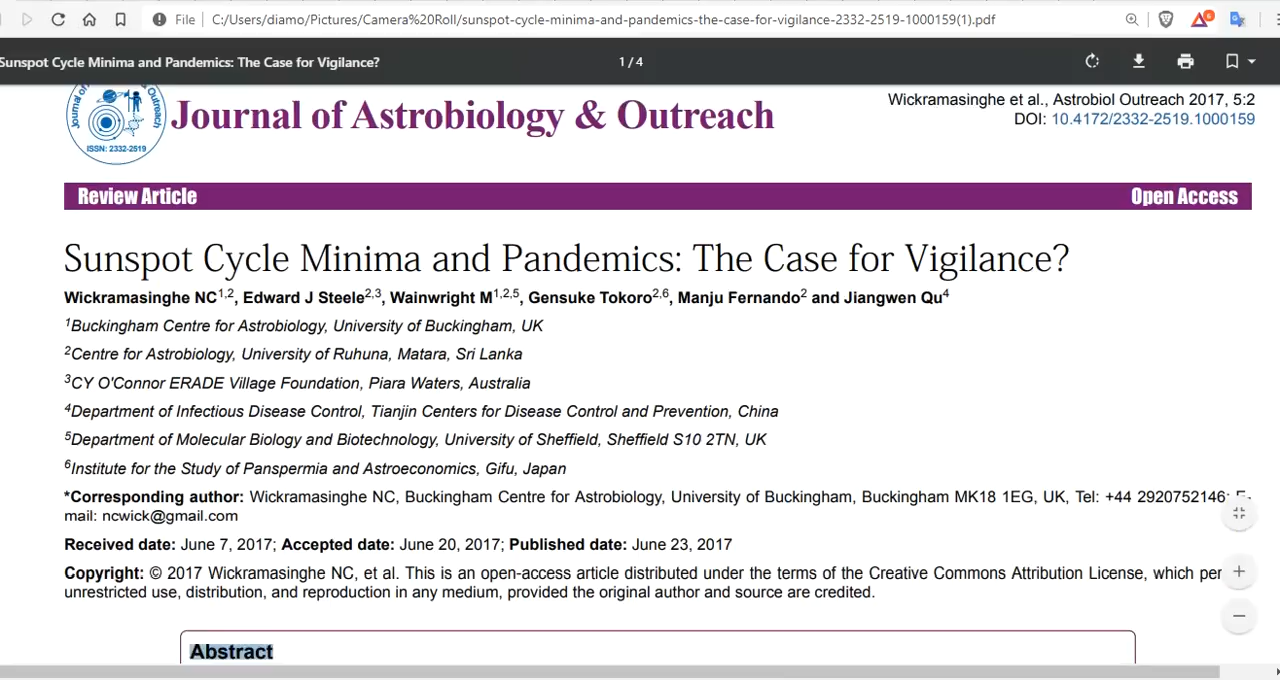 File C:/Users/diamo/Pictures/Camera%20Roll/sunspot-cycle-minima-and-pandemics-the-case-for-vigilance-2332-2519-1000159(1).pdf
6
Sunspot Cycle Minima and Pandemics: The Case for Vigilance?
1 / 4
Journal of Astrobiology & Outreach
ISSN: 2332-2519
Wickramasinghe et al., Astrobiol Outreach 2017, 5:2
DOI: 10.4172/2332-2519.1000159
Review Article
Open Access
Sunspot Cycle Minima and Pandemics: The Case for Vigilance?
Wickramasinghe NC1,2, Edward J Steele2,3, Wainwright M1,2,5, Gensuke Tokoro2,6, Manju Fernando2 and Jiangwen Qu4
1Buckingham Centre for Astrobiology, University of Buckingham, UK
2Centre for Astrobiology, University of Ruhuna, Matara, Sri Lanka
3CY O'Connor ERADE Village Foundation, Piara Waters, Australia
4Department of Infectious Disease Control, Tianjin Centers for Disease Control and Prevention, China
5Department of Molecular Biology and Biotechnology, University of Sheffield, Sheffield S10 2TN, UK
6Institute for the Study of Panspermia and Astroeconomics, Gifu, Japan
*Corresponding author: Wickramasinghe NC, Buckingham Centre for Astrobiology, University of Buckingham, Buckingham MK18 1EG, UK, Tel: +44 2920752146; E-
mail: ncwick@gmail.com
Received date: June 7, 2017; Accepted date: June 20, 2017; Published date: June 23, 2017
Copyright: © 2017 Wickramasinghe NC, et al. This is an open-access article distributed under the terms of the Creative Commons Attribution License, which per
unrestricted use, distribution, and reproduction in any medium, provided the original author and source are credited.
Abstract